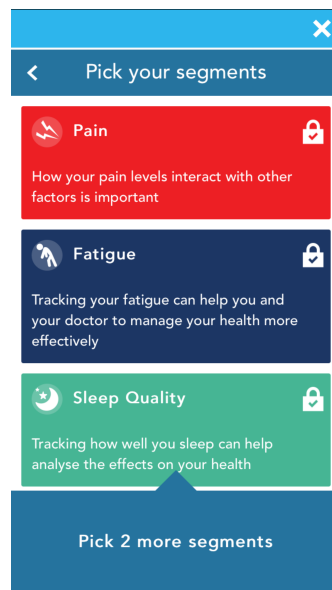 Pick your segments
Pain
How your pain levels interact with other
factors is important
Fatigue
Tracking your fatigue can help you and
your doctor to manage your health more
effectively
Sleep Quality
Tracking how well you sleep can help
analyse the effects on your health
Pick 2 more segments